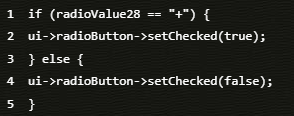 1 if (radioValue28 == "+") {
2 ui->radioButton->setChecked(true);
3 } else {
4 ui->radioButton->setChecked(false);
5 }